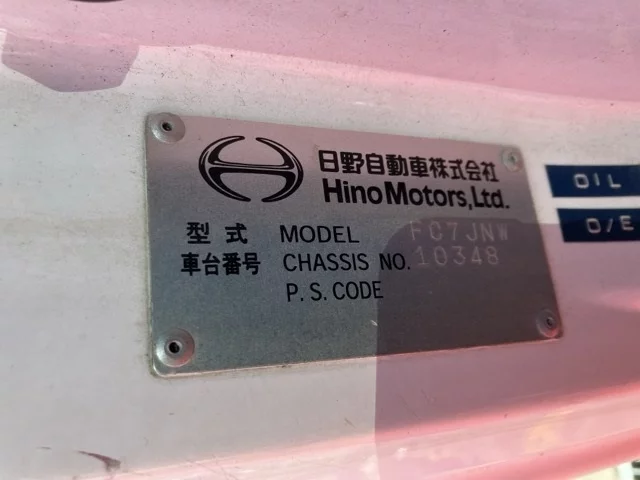 日野自動車株式会社
Hino Motors, Ltd.
型式 MODEL FC7JNW
車台番号 CHASSIS NO. 10348
P.S.CODE
OIL
O/E